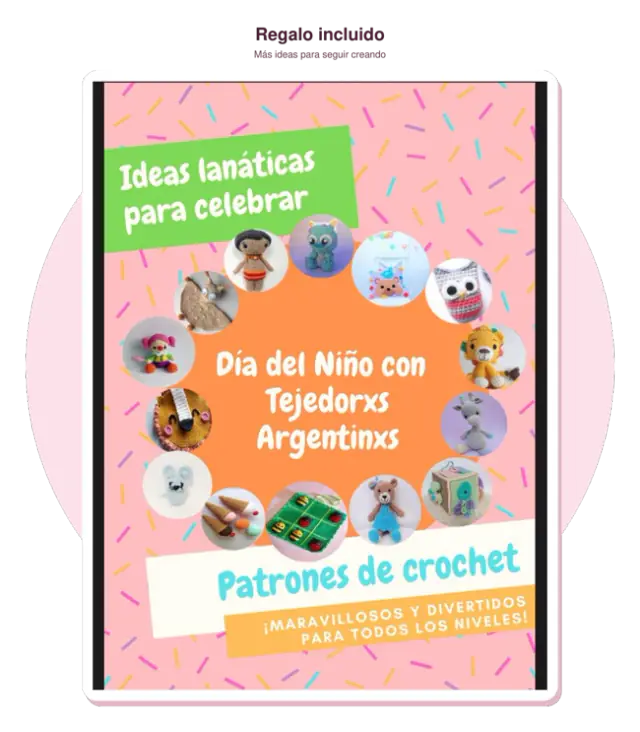 Regalo incluido
Más ideas para seguir creando
Ideas lanáticas
para celebrar
Día del Niño con
Tejedorxs
Argentinxs
Patrones de crochet
¡MARAVILLOSOS Y DIVERTIDOS
PARA TODOS LOS NIVELES!